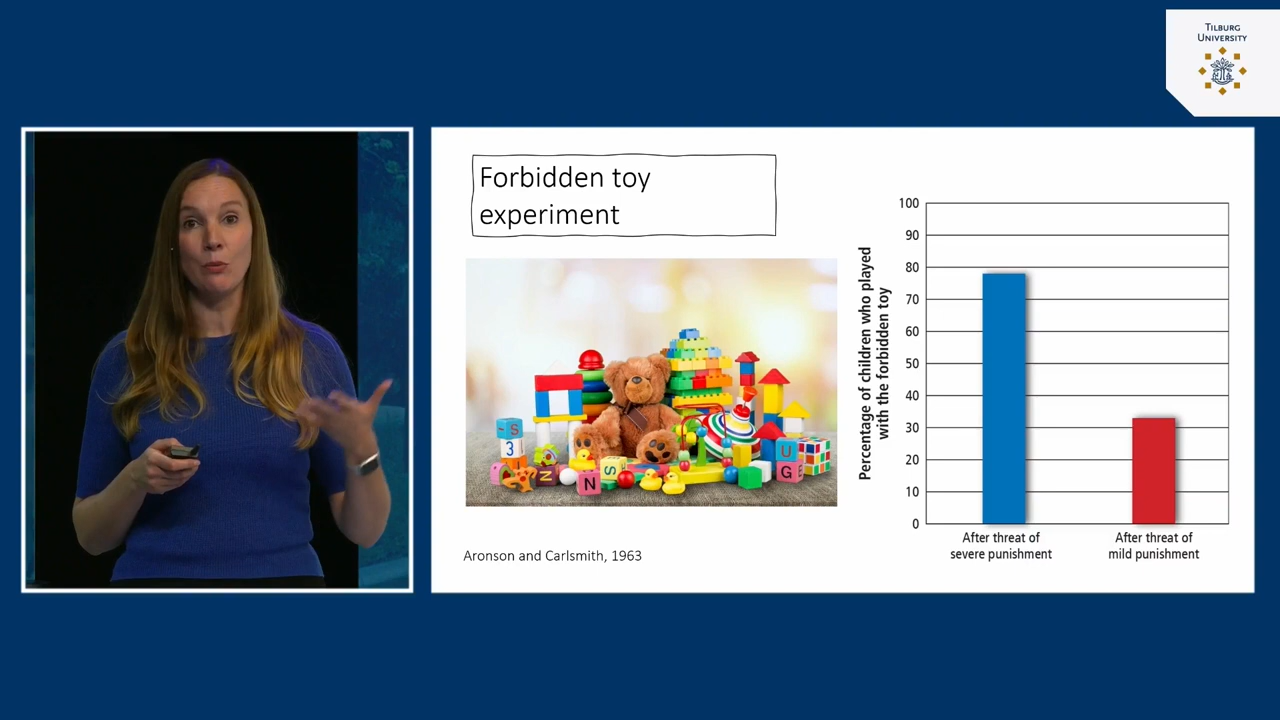 TILBURG
UNIVERSITY
Forbidden toy
experiment
S
3
N
N
S
U
G
Aronson and Carlsmith, 1963
Percentage of children who played
with the forbidden toy
100
90
80
70
60
50
40
30
20
10
0
After threat of
severe punishment
After threat of
mild punishment